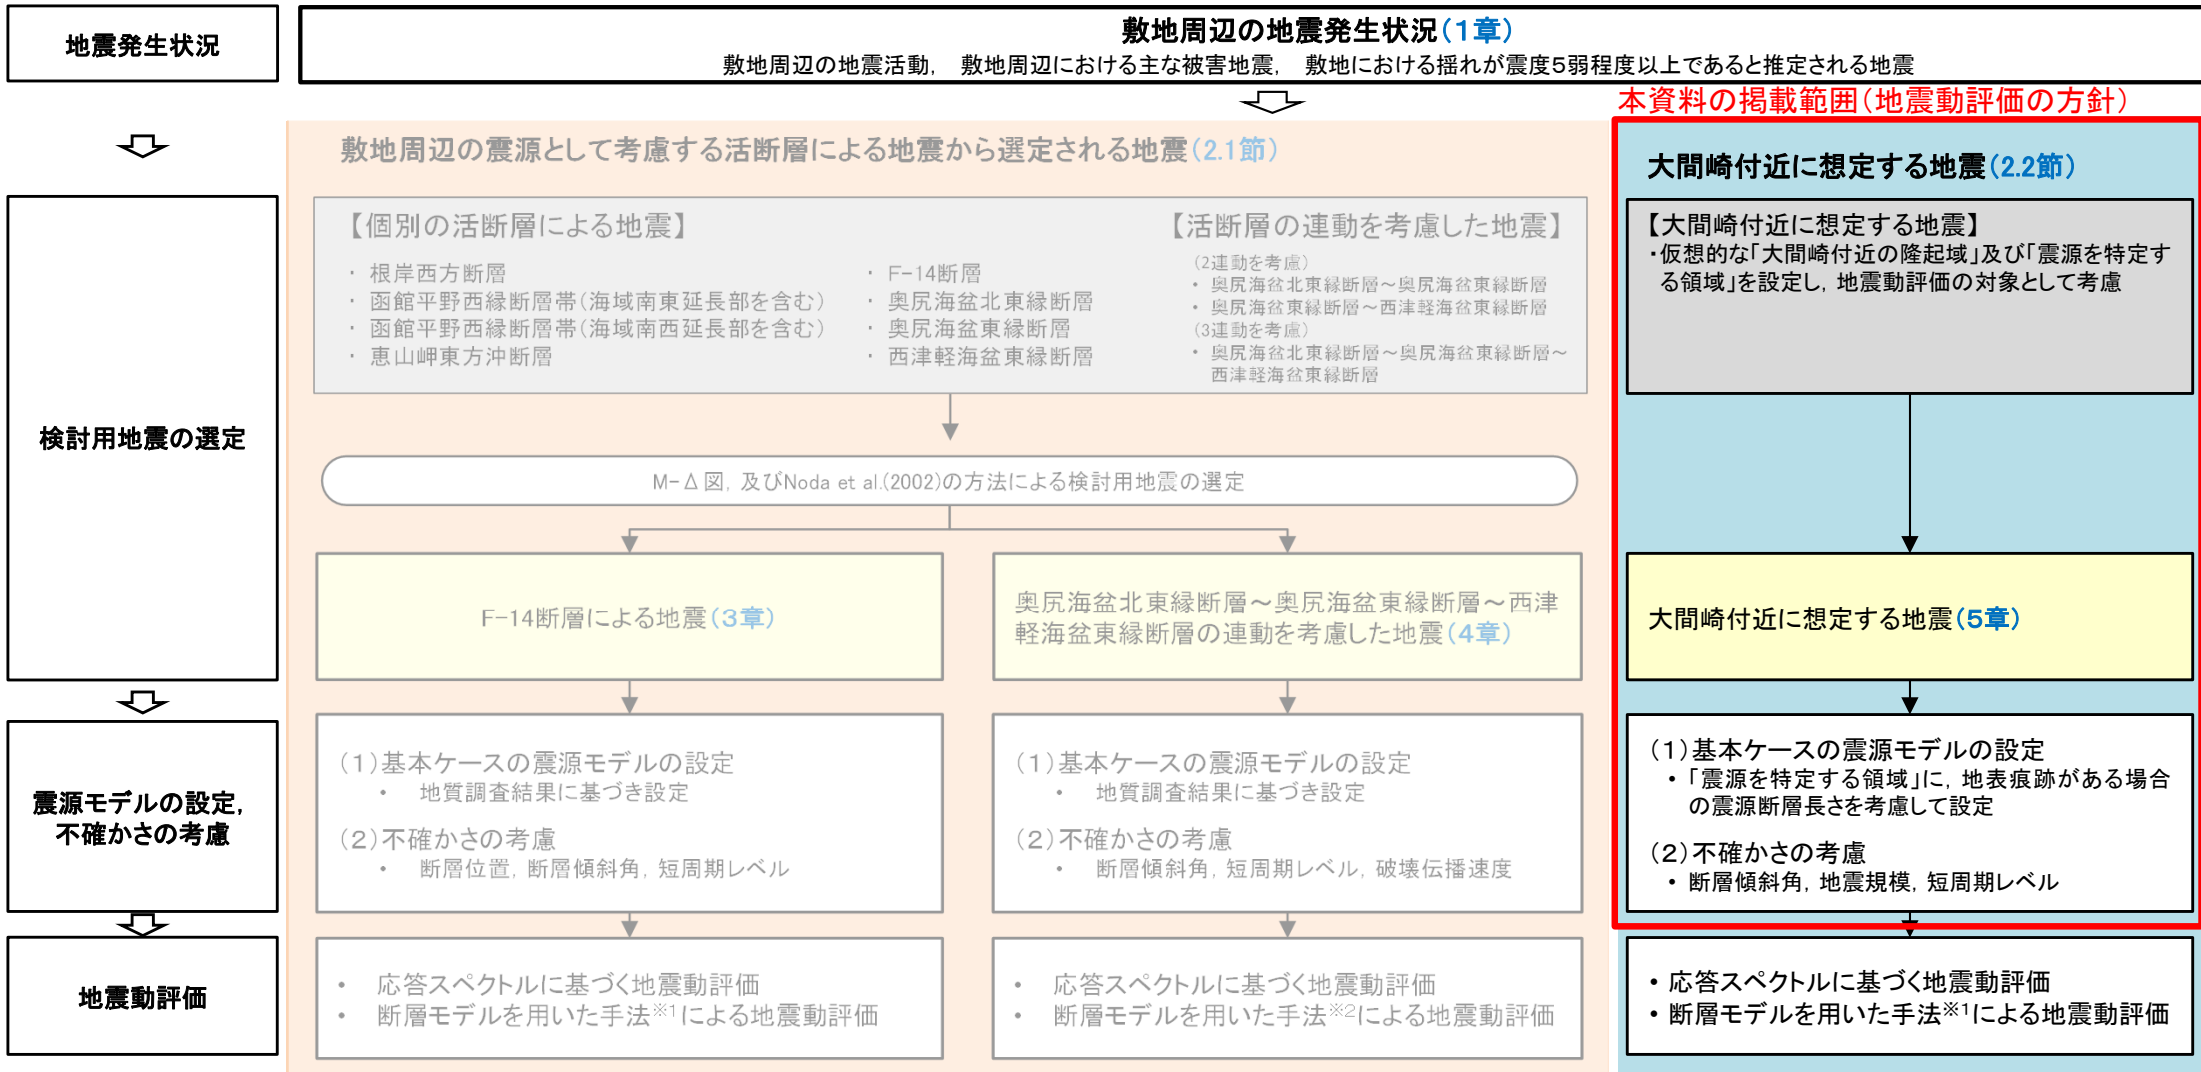 地震発生状況
敷地周辺の地震発生状況(1章)
敷地周辺の地震活動, 敷地周辺における主な被害地震, 敷地における揺れが震度5弱程度以上であると推定される地震
本資料の掲載範囲(地震動評価の方針)
検討用地震の選定
敷地周辺の震源として考慮する活断層による地震から選定される地震(2.1節)
【個別の活断層による地震】
・ 根岸西方断層
・ 函館平野西縁断層帯(海域南東延長部を含む)
・ 函館平野西縁断層帯(海域南西延長部を含む)
・ 恵山岬東方沖断層
・ F-14断層
・ 奥尻海盆北東縁断層
・ 奥尻海盆東縁断層
・ 西津軽海盆東縁断層
【活断層の連動を考慮した地震】
(2連動を考慮)
・ 奥尻海盆北東縁断層~奥尻海盆東縁断層
・ 奥尻海盆東縁断層~西津軽海盆東縁断層
(3連動を考慮)
・ 奥尻海盆北東縁断層~奥尻海盆東縁断層~
西津軽海盆東縁断層
M-Δ図, 及びNoda et al.(2002)の方法による検討用地震の選定
F-14断層による地震(3章)
奥尻海盆北東縁断層~奥尻海盆東縁断層~西津
軽海盆東縁断層の連動を考慮した地震(4章)
大間崎付近に想定する地震(2.2節)
【大間崎付近に想定する地震】
・仮想的な「大間崎付近の隆起域」及び「震源を特定す
る領域」を設定し, 地震動評価の対象として考慮
大間崎付近に想定する地震(5章)
震源モデルの設定,
不確かさの考慮
(1)基本ケースの震源モデルの設定
・ 地質調査結果に基づき設定
(2)不確かさの考慮
・ 断層位置, 断層傾斜角, 短周期レベル
(1)基本ケースの震源モデルの設定
・ 地質調査結果に基づき設定
(2)不確かさの考慮
・ 断層傾斜角, 短周期レベル, 破壊伝播速度
(1)基本ケースの震源モデルの設定
・「震源を特定する領域」に, 地表痕跡がある場合
の震源断層長さを考慮して設定
(2)不確かさの考慮
・ 断層傾斜角, 地震規模, 短周期レベル
地震動評価
・ 応答スペクトルに基づく地震動評価
・ 断層モデルを用いた手法※1による地震動評価
・ 応答スペクトルに基づく地震動評価
・ 断層モデルを用いた手法※2による地震動評価
・応答スペクトルに基づく地震動評価
・断層モデルを用いた手法※1による地震動評価